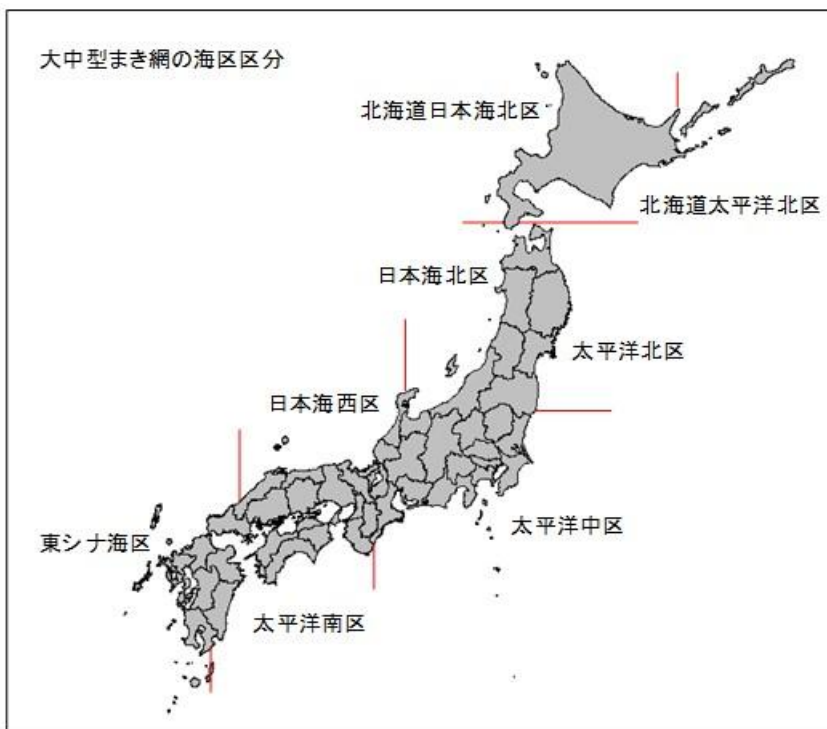 大中型まき網の海区区分
北海道日本海北区
北海道太平洋北区
日本海北区
太平洋北区
日本海西区
太平洋中区
東シナ海区
太平洋南区